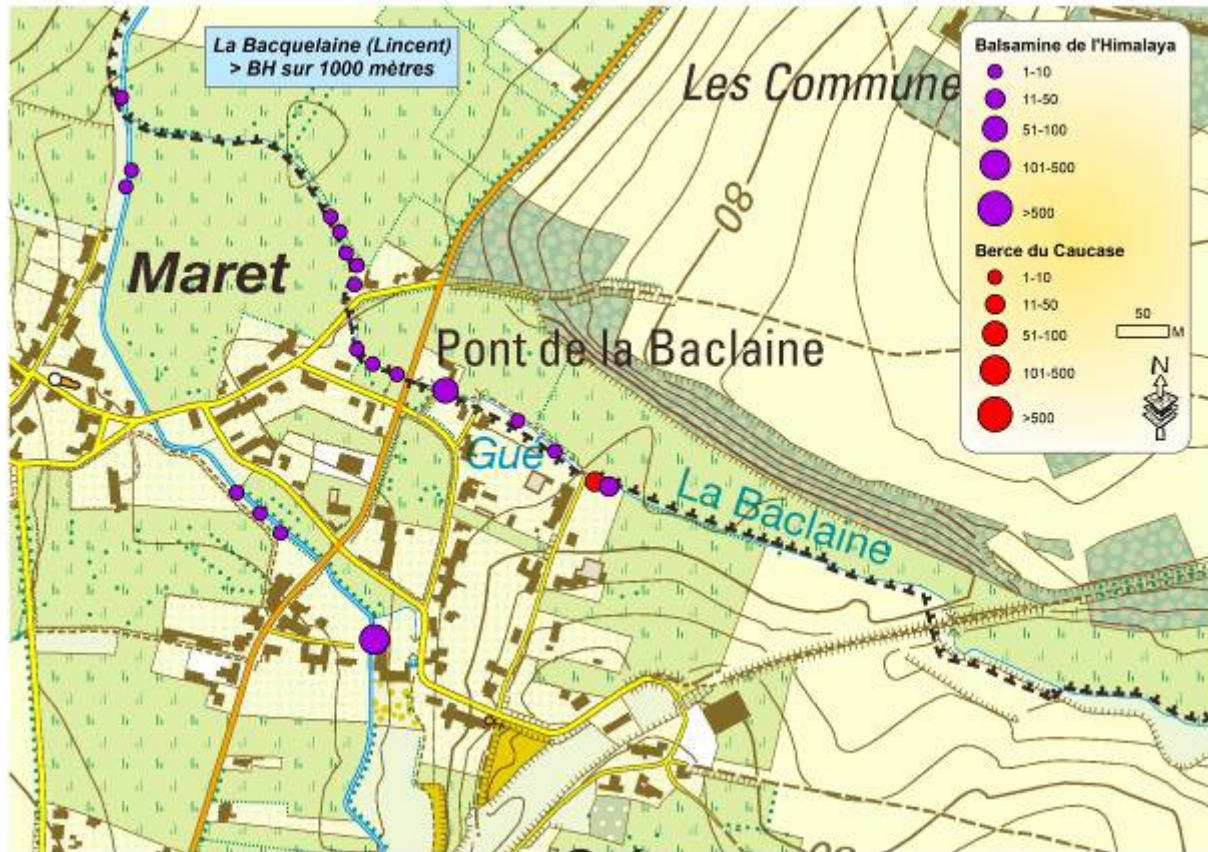 La Bacquelaine (Lincent)
> BH sur 1000 mètres
Les Commune
80
Maret
Pont de la Baclaine
Gué
La Baclaine
Balsamine de l'Himalaya
1-10
11-50
51-100
101-500
>500
Berce du Caucase
1-10
11-50
51-100
101-500
>500
50
M
N